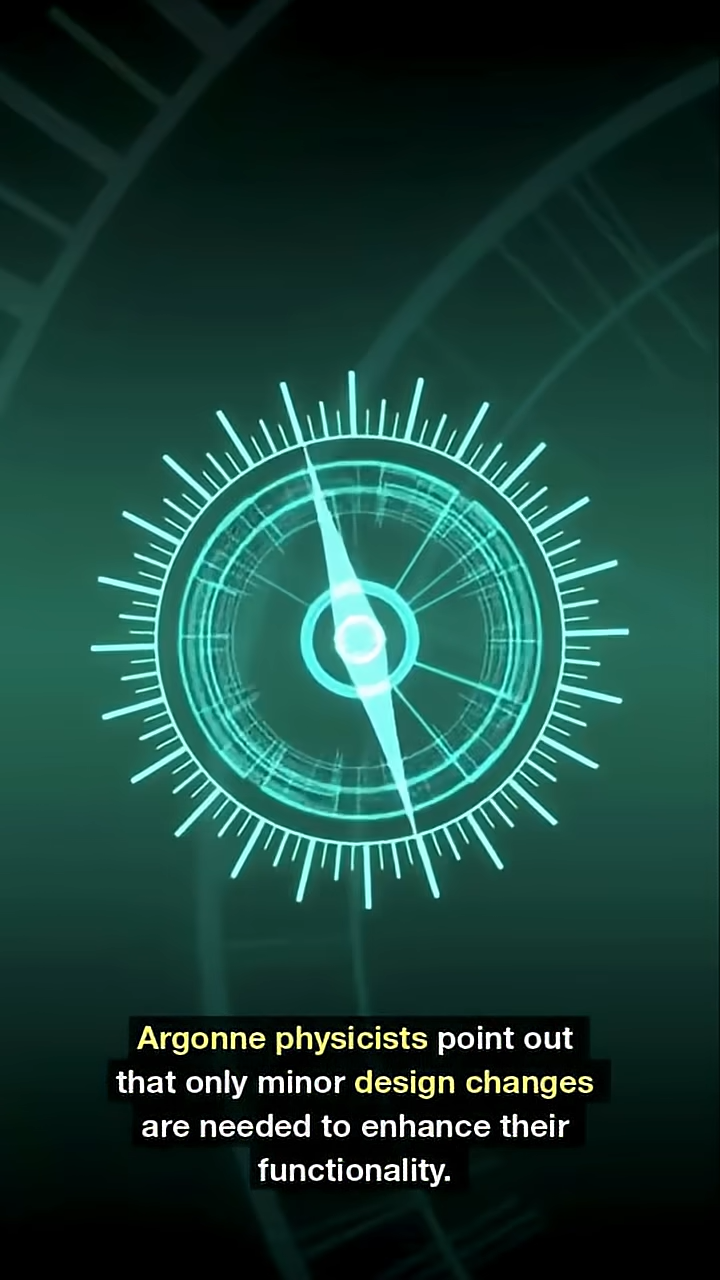 Argonne physicists point out
that only minor design changes
are needed to enhance their
functionality.